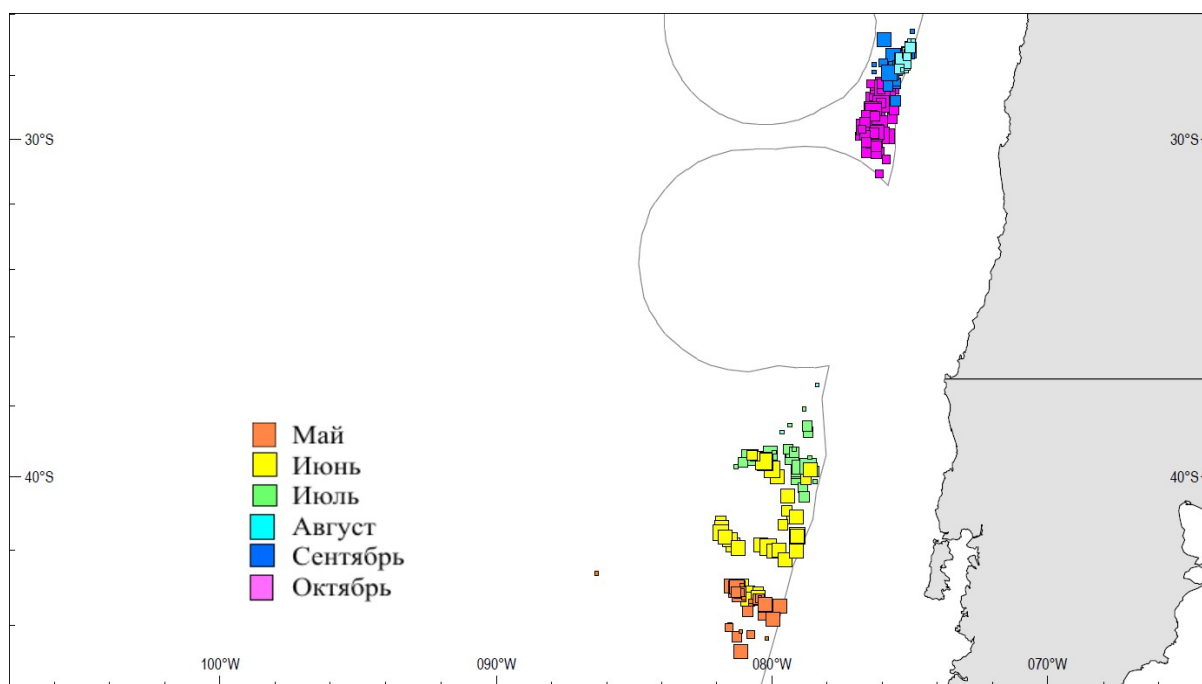 30°S
30°S
Май
Июнь
40°S
40°S
Июль
Август
Сентябрь
Октябрь
100°W
090°W
080°W
070°W